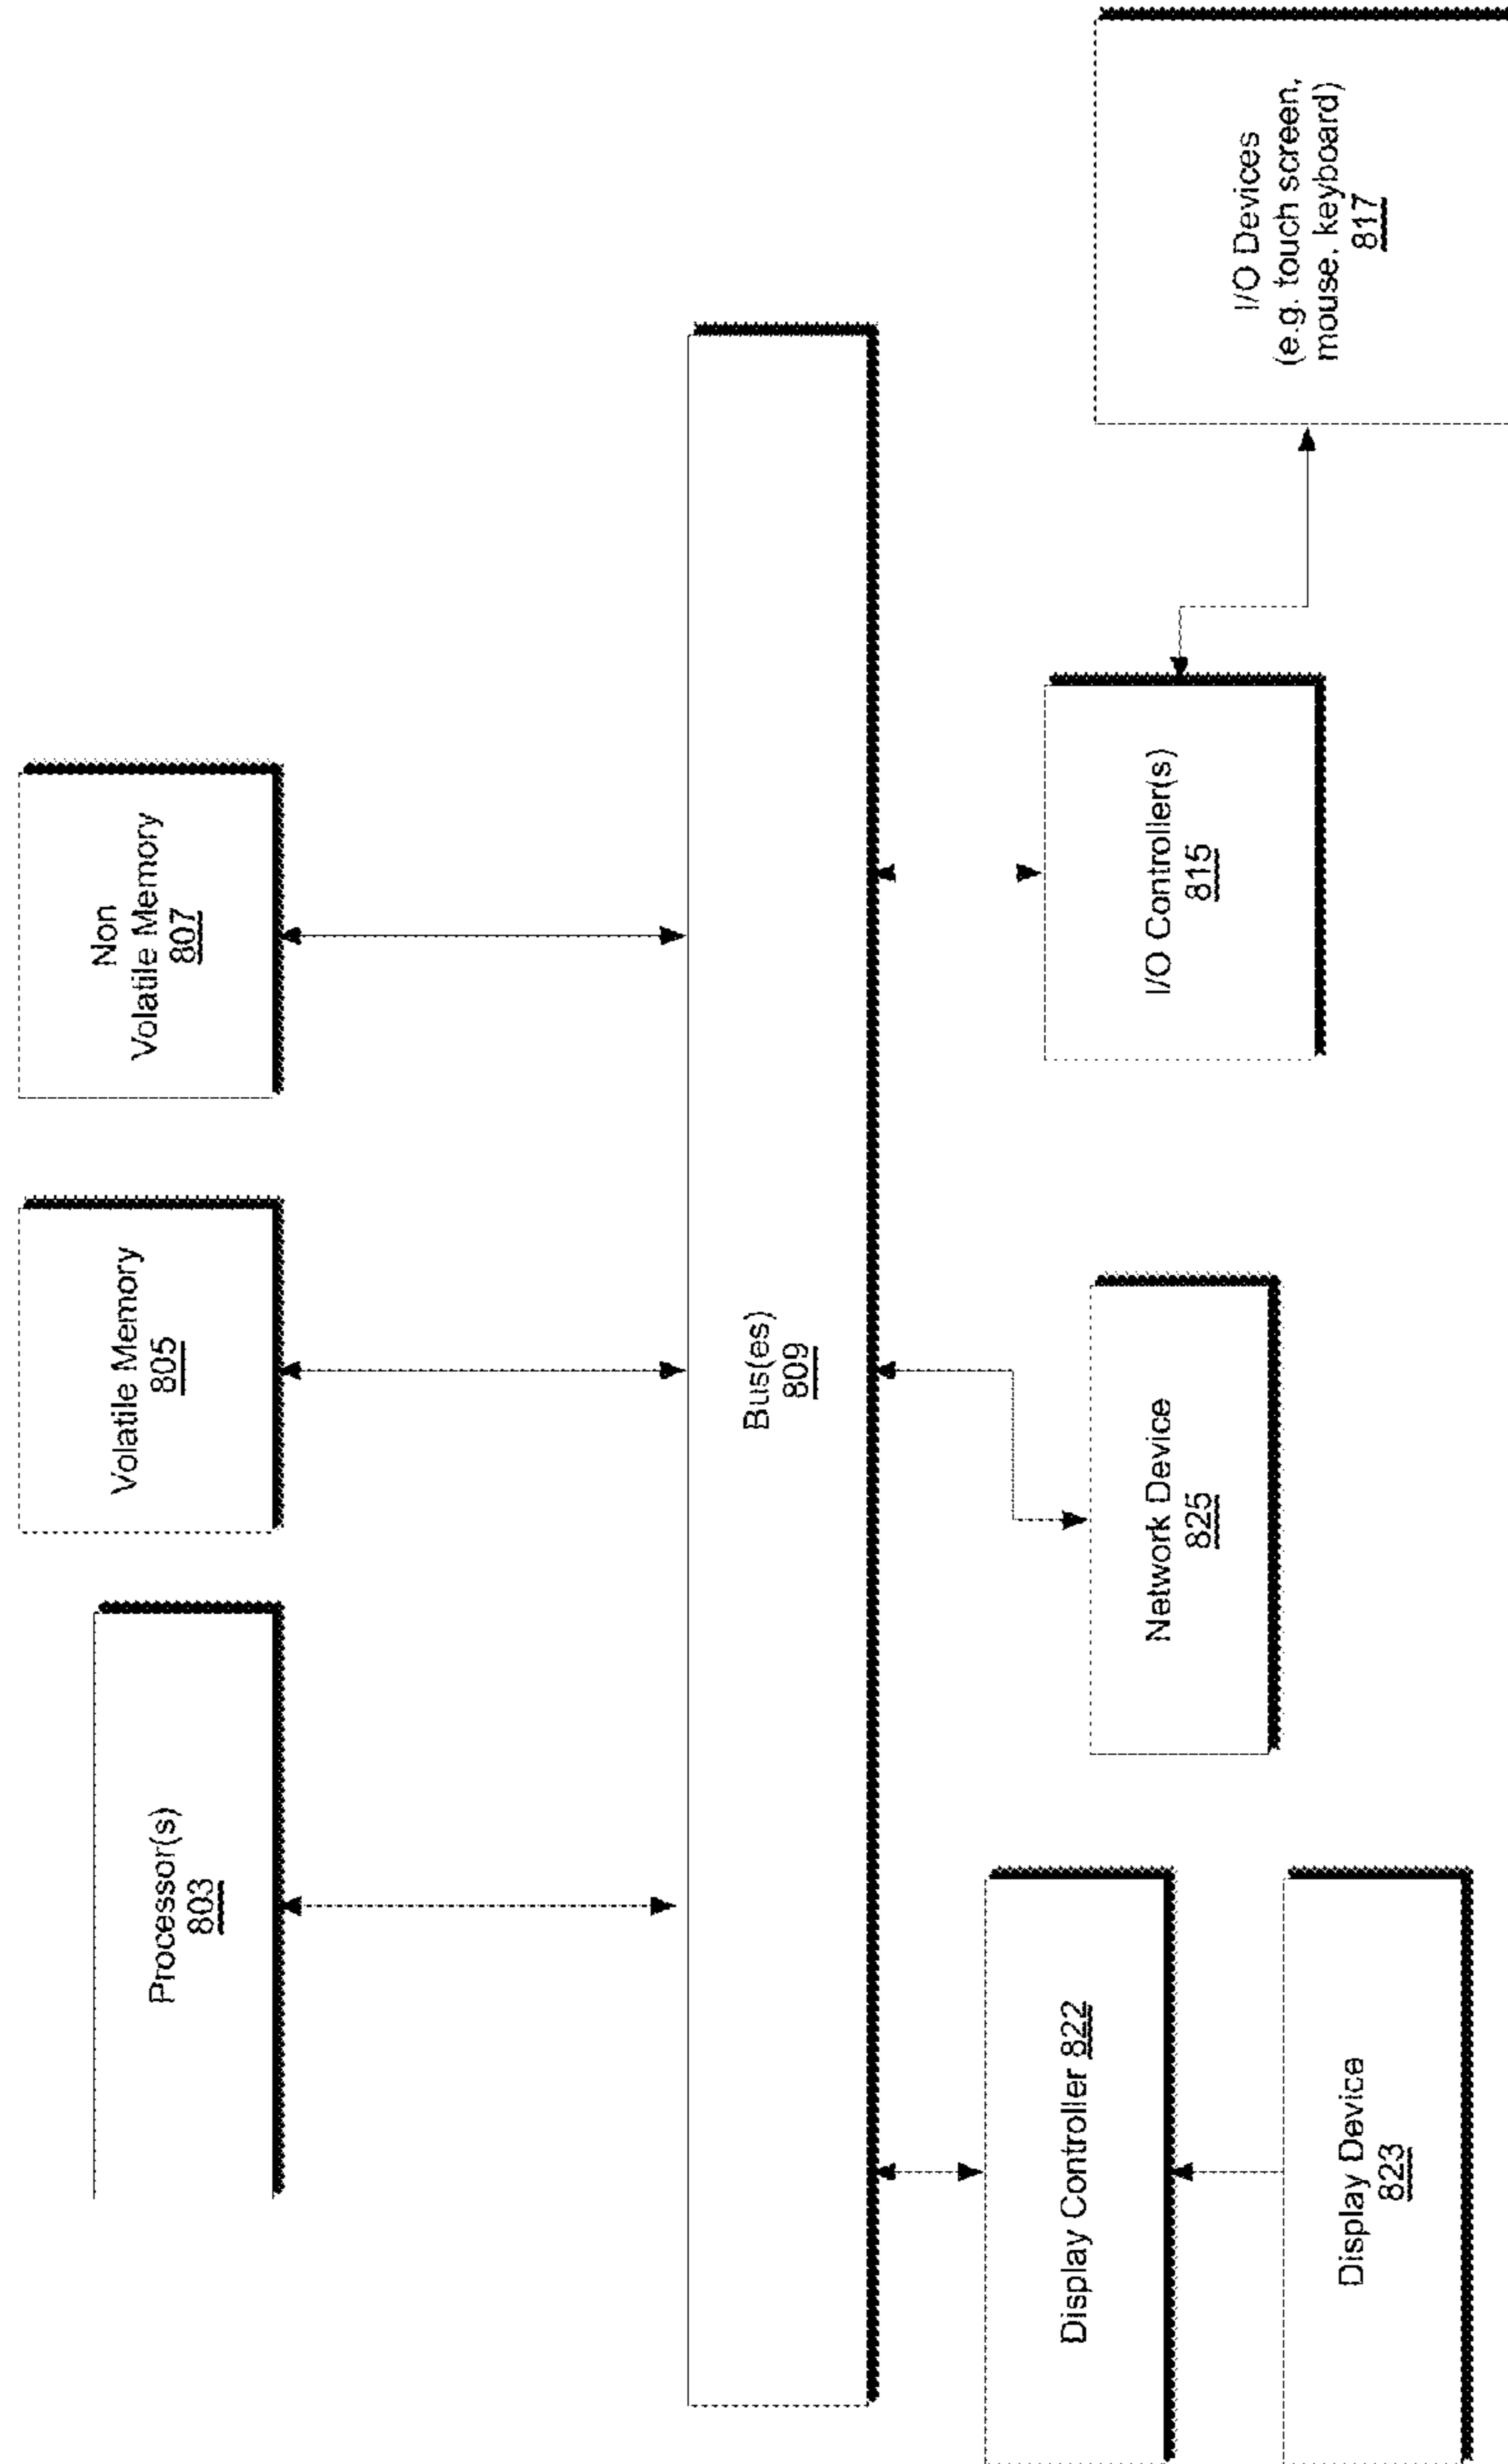 Processor(s)
803
Volatile Memory
805
Non
Volatile Memory
807
Bus(es)
809
Display Controller 822
Network Device
825
I/O Controller(s)
815
I/O Devices
(e.g. touch screen,
mouse, keyboard)
817
Display Device
823